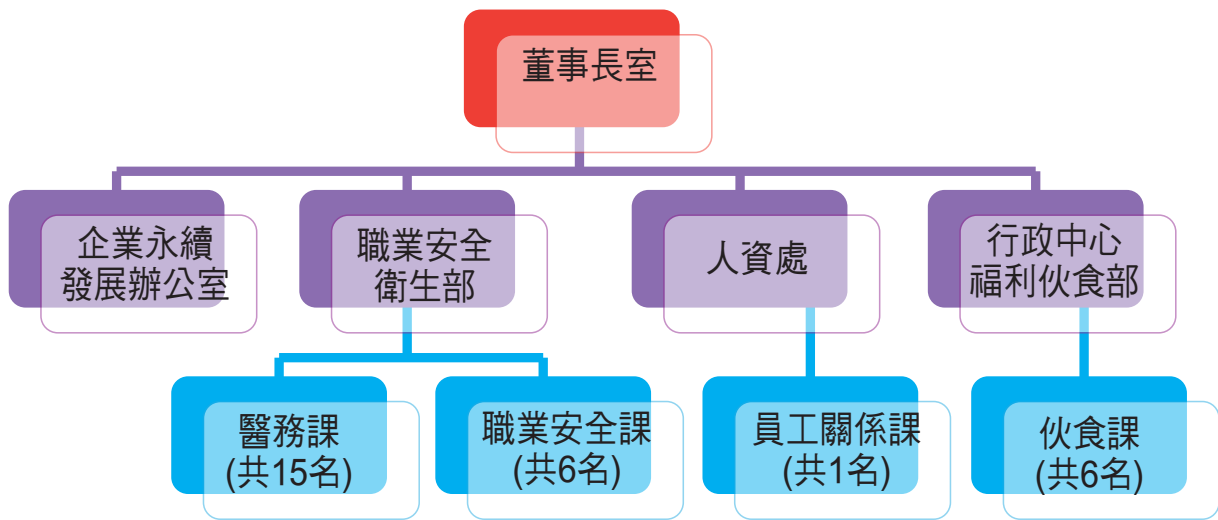 董事長室
企業永續
發展辦公室
職業安全
衛生部
人資處
行政中心
福利伙食部
醫務課
(共15名)
職業安全課
(共6名)
員工關係課
(共1名)
伙食課
(共6名)